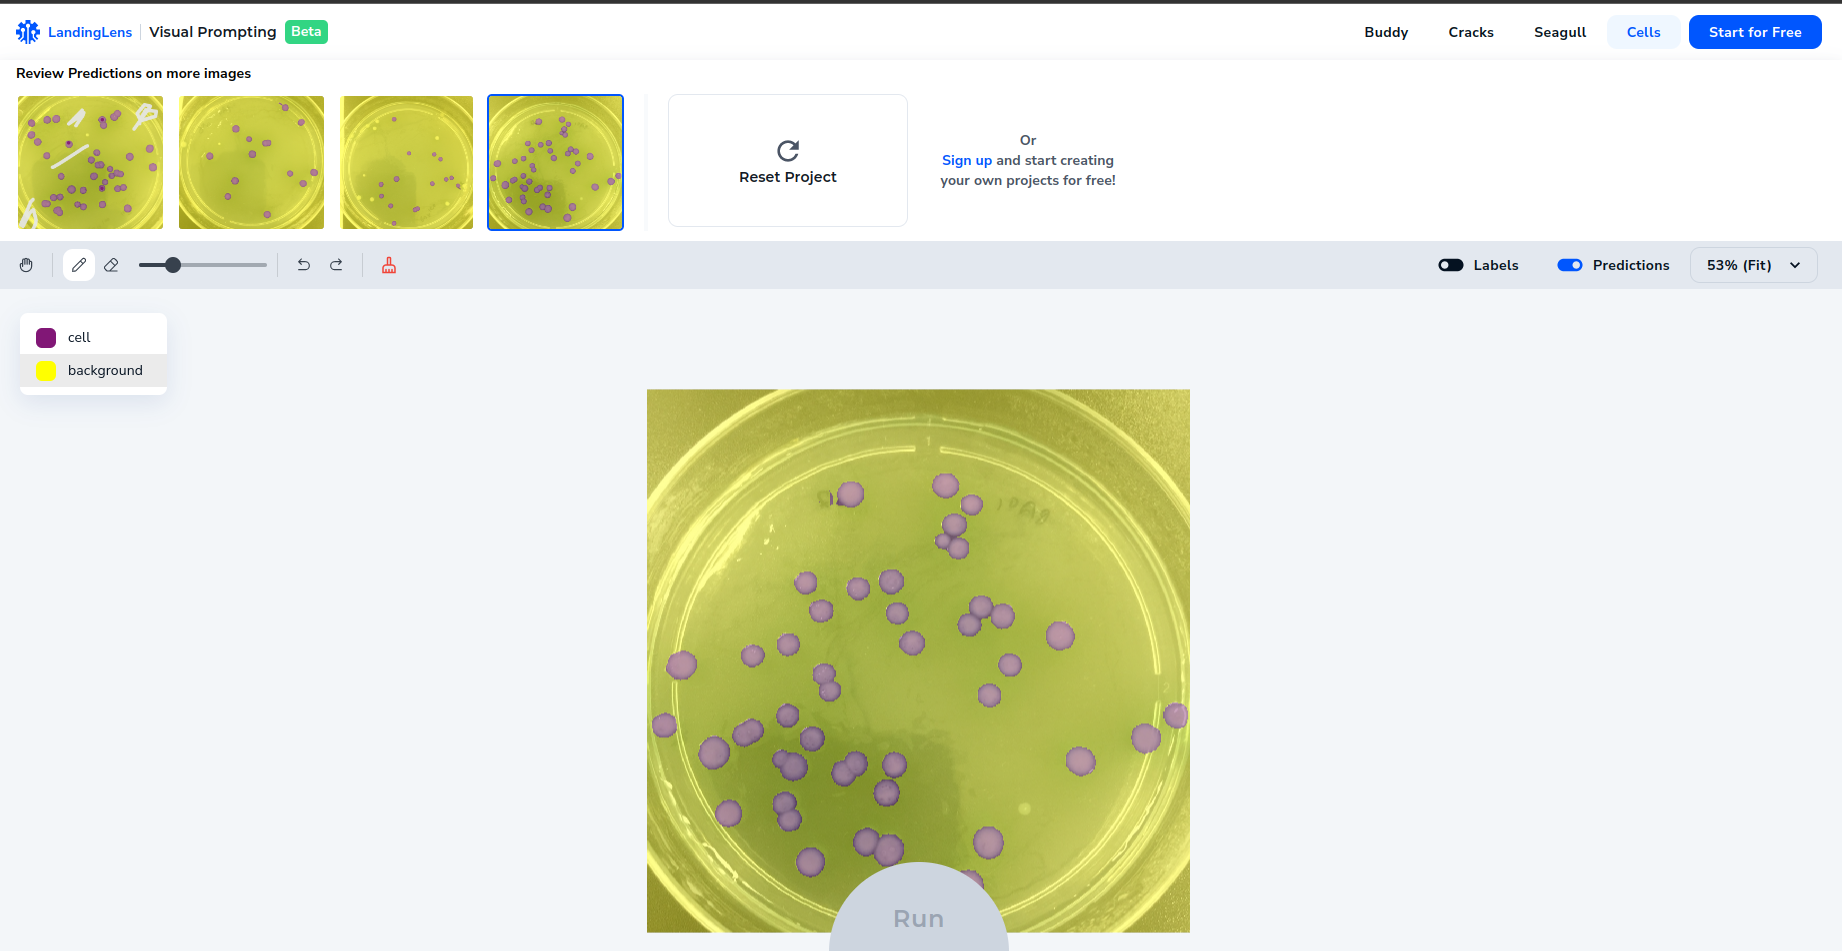 LandingLens Visual Prompting Beta Buddy Cracks Seagull Cells Start for Free
Review Predictions on more images
Reset Project
Or
Sign up and start creating
your own projects for free!
Labels Predictions 53% (Fit)
cell
background
Run